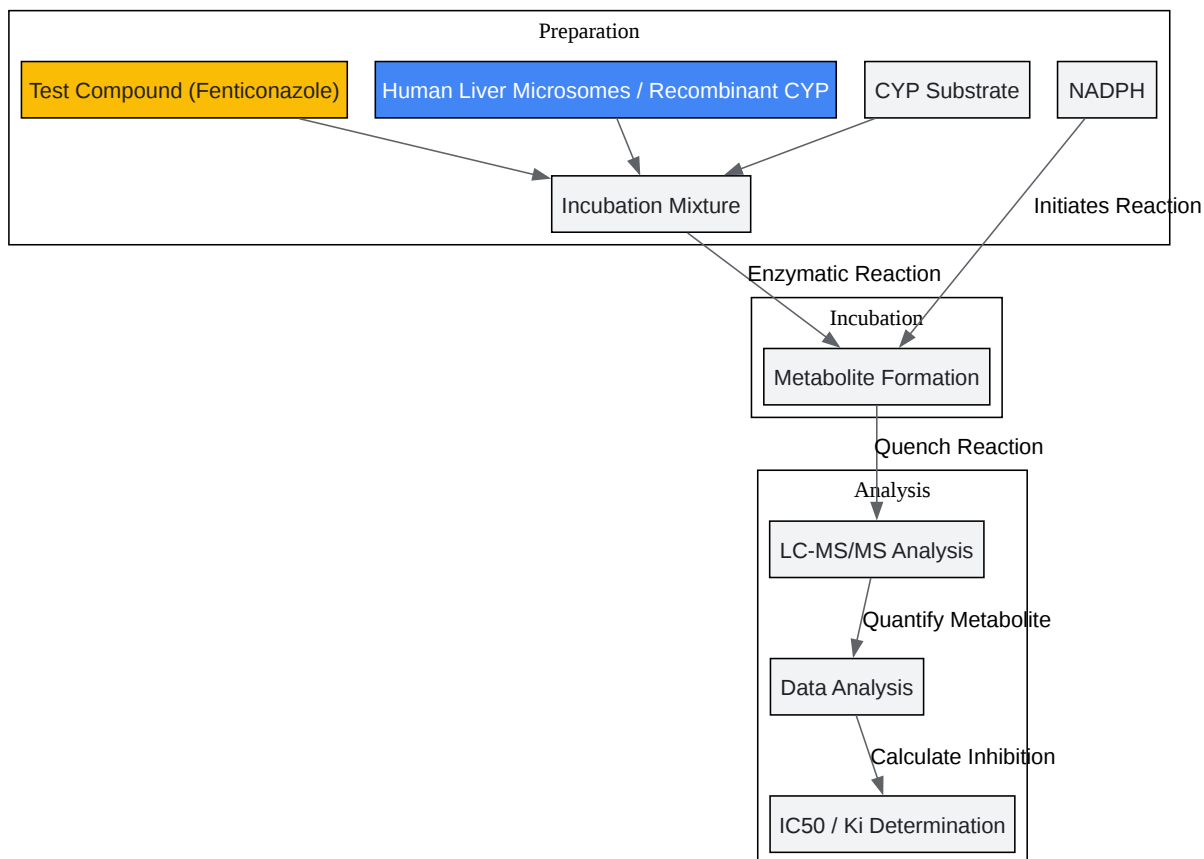 Preparation
Test Compound (Fenticonazole)
Human Liver Microsomes / Recombinant CYP
CYP Substrate
NADPH
Incubation Mixture
Initiates Reaction
Enzymatic Reaction
Incubation
Metabolite Formation
Quench Reaction
Analysis
LC-MS/MS Analysis
Quantify Metabolite
Data Analysis
Calculate Inhibition
IC50 / Ki Determination